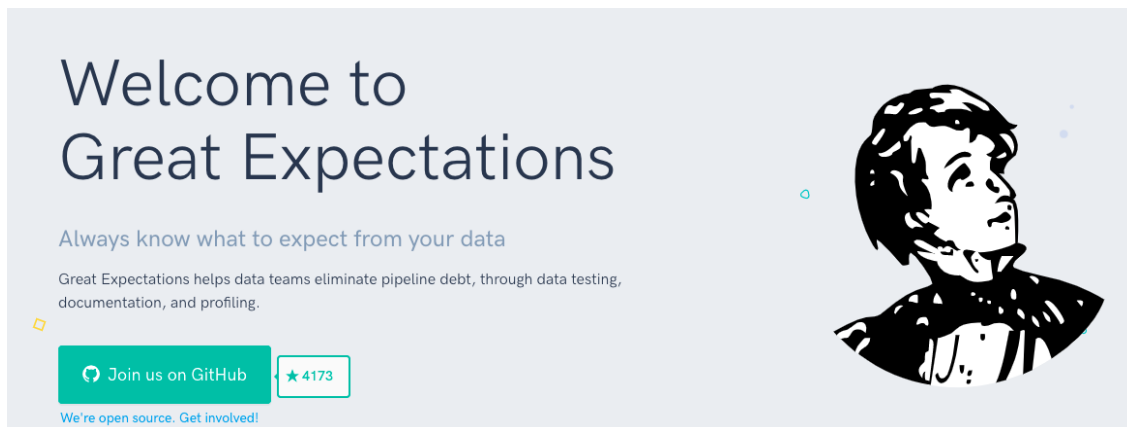 Welcome to
Great Expectations
Always know what to expect from your data
Great Expectations helps data teams eliminate pipeline debt, through data testing,
documentation, and profiling.
Join us on GitHub
★ 4173
We're open source. Get involved!